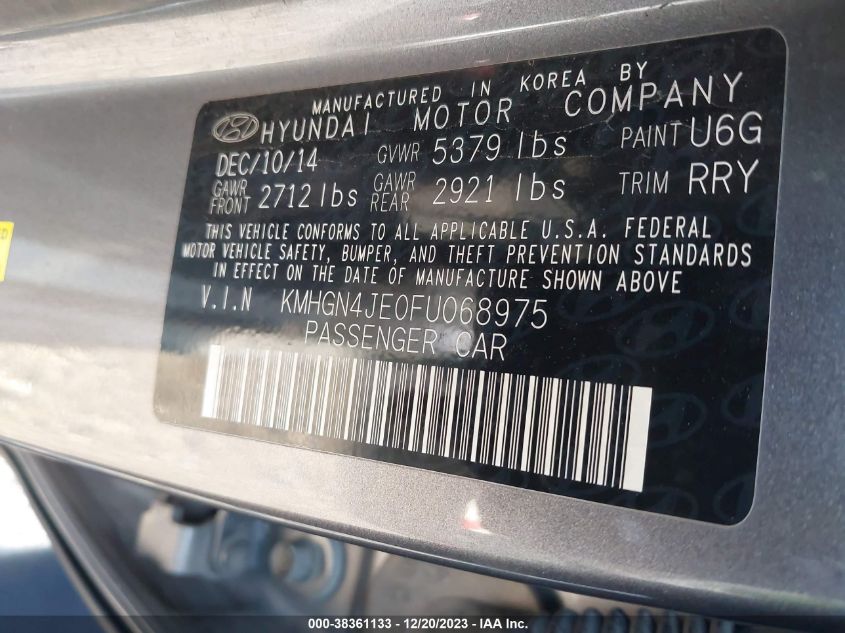 MANUFACTURED IN KOREA BY
HYUNDAI MOTOR COMPANY
DEC/10/14 GVWR 5379 lbs PAINT U6G
GAWR FRONT 2712 lbs GAWR REAR 2921 lbs TRIM RRY
THIS VEHICLE CONFORMS TO ALL APPLICABLE U.S.A. FEDERAL
MOTOR VEHICLE SAFETY, BUMPER, AND THEFT PREVENTION STANDARDS
IN EFFECT ON THE DATE OF MANUFACTURE SHOWN ABOVE
V.I.N KMHGN4JE0FU068975
PASSENGER CAR
000-38361133 - 12/20/2023 - IAA, Inc.